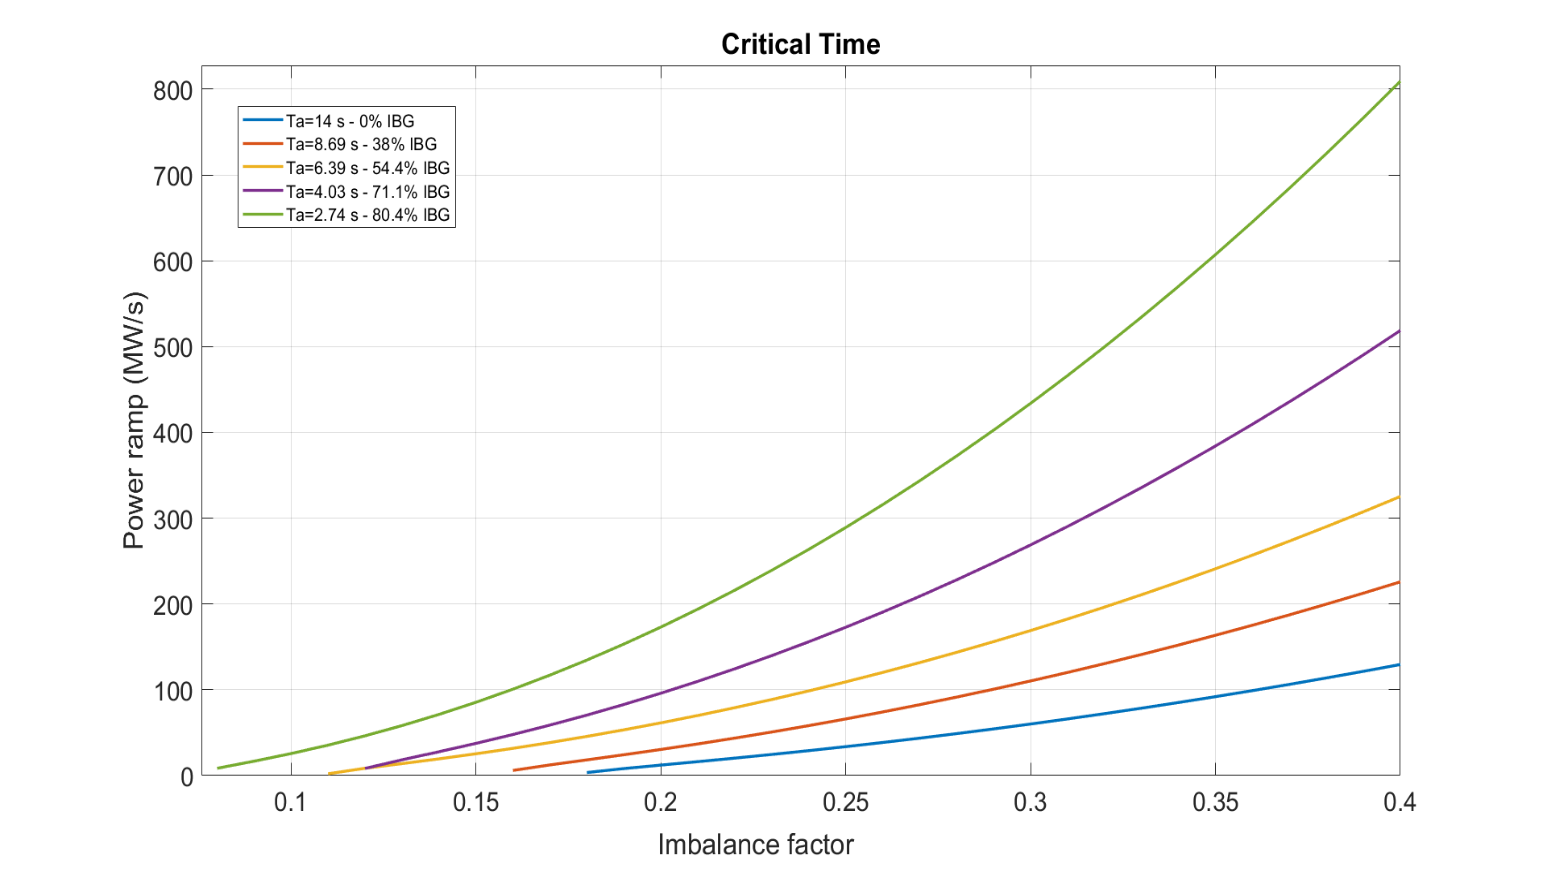 Critical Time
800
700
600
500
400
300
200
100
0
Power ramp (MW/s)
Ta=14 s - 0% IBG
Ta=8.69 s - 38% IBG
Ta=6.39 s - 54.4% IBG
Ta=4.03 s - 71.1% IBG
Ta=2.74 s - 80.4% IBG
0.1 0.15 0.2 0.25 0.3 0.35 0.4
Imbalance factor